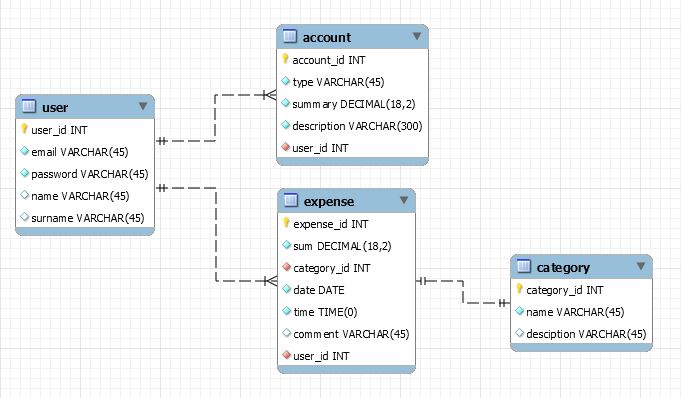 account
account_id INT
type VARCHAR(45)
summary DECIMAL(18,2)
description VARCHAR(300)
user_id INT
user
user_id INT
email VARCHAR(45)
password VARCHAR(45)
name VARCHAR(45)
surname VARCHAR(45)
expense
expense_id INT
sum DECIMAL(18,2)
category_id INT
date DATE
time TIME(0)
comment VARCHAR(45)
user_id INT
category
category_id INT
name VARCHAR(45)
desciption VARCHAR(45)